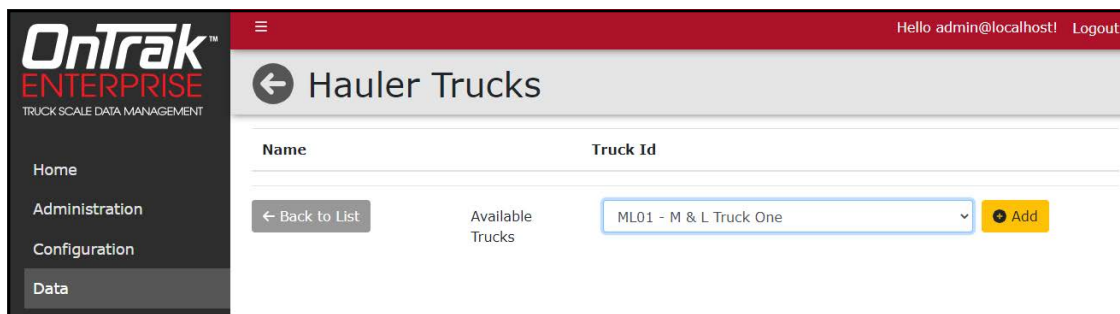 OnTrak™
ENTERPRISE
TRUCK SCALE DATA MANAGEMENT
Home
Administration
Configuration
Data
Hello admin@localhost! Logout
Hauler Trucks
Name Truck Id
← Back to List
Available
Trucks
ML01 - M & L Truck One
Add